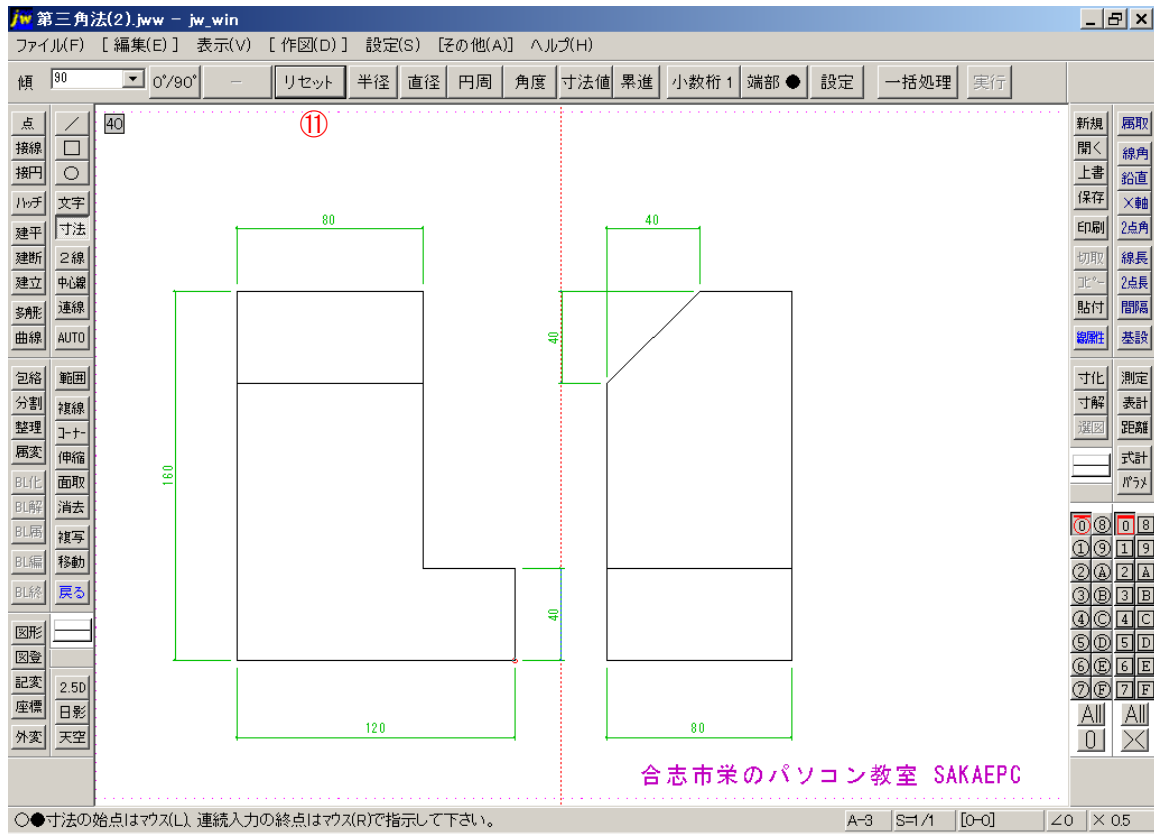 jw 第三角法(2).jww - jw_win
ファイル(F) [編集(E)] 表示(V) [作図(D)] 設定(S) [その他(A)] ヘルプ(H)
傾 90 0°/90° － リセット 半径 直径 円周 角度 寸法値 累進 小数桁 1 端部 ● 設定 一括処理 実行
点 ／
接線 □
接円 ○
ハッチ 文字
建平 寸法
建断 2線
建立 中心線
多角形 連線
曲線 AUTO
包絡 範囲
分割 複線
整理 コーナー
属変 伸縮
BL化 面取
BL解 消去
BL属 複写
BL編 移動
BL終 戻る
図形
図登
記変 2.5D
座標 日影
外変 天空
40
⑪
80
40
40
160
40
120
80
合志市栄のパソコン教室 SAKAEPC
新規 属取
開く 線角
上書 鉛直
保存 ×軸
印刷 2点角
切取 線長
コピー 2点長
貼付 間隔
線属性 基設
寸化 測定
寸解 表計
選図 距離
式計
パラメ
0 8 0 8
1 9 1 9
2 A 2 A
3 B 3 B
4 C 4 C
5 D 5 D
6 E 6 E
7 F 7 F
All All
0 ×
○●寸法の始点はマウス(L)、連続入力の終点はマウス(R)で指示して下さい。 A-3 S=1/1 [0-0] ∠0 × 0.5